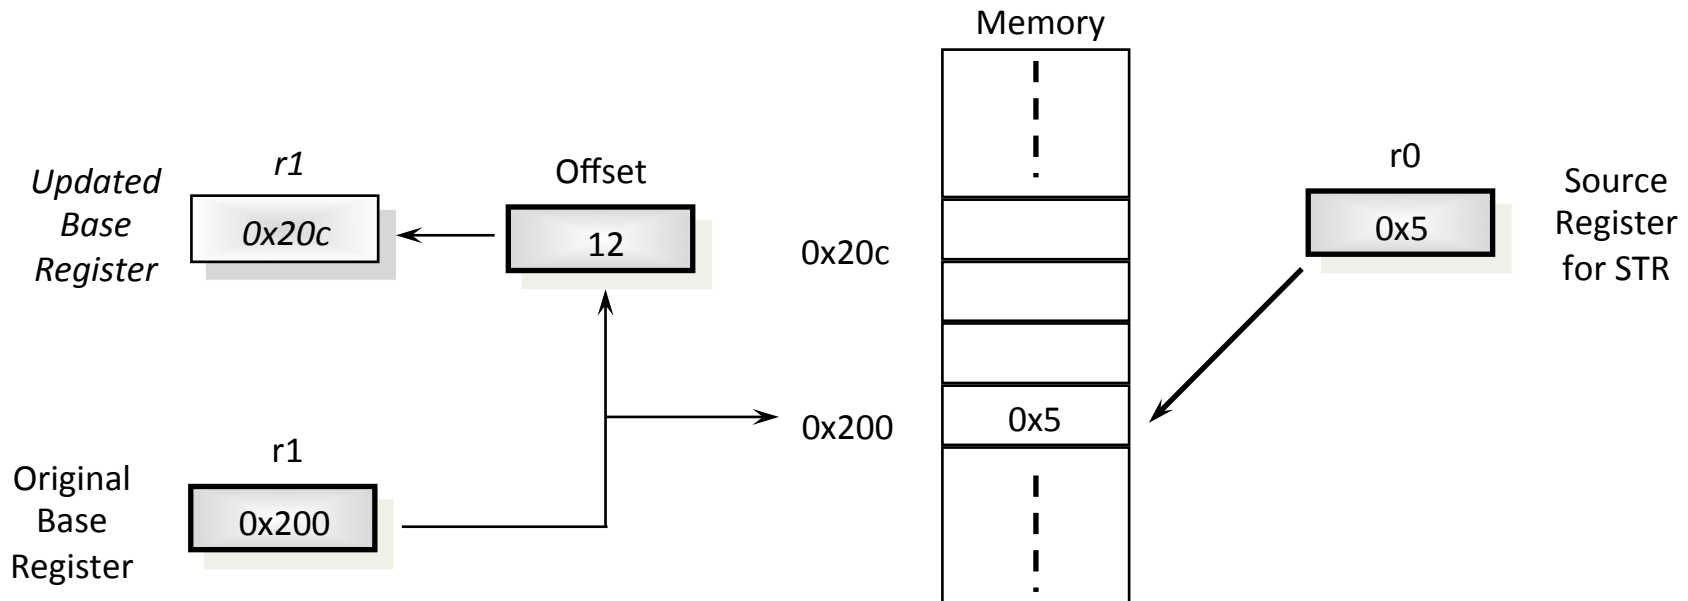 Memory
r1
Updated
Base
Register
0x20c
Offset
12
0x20c
r0
0x5
Source
Register
for STR
0x200
0x5
r1
Original
Base
Register
0x200